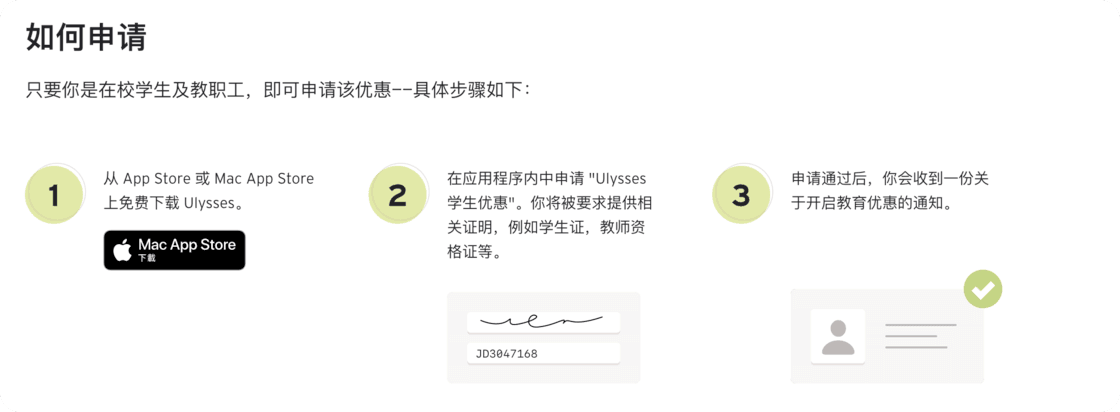 如何申请
只要你是在校学生及教职工，即可申请该优惠--具体步骤如下：
1
从 App Store 或 Mac App Store
上免费下载 Ulysses。
Mac App Store
下載
2
在应用程序内中申请 "Ulysses
学生优惠"。你将被要求提供相
关证明，例如学生证，教师资
格证等。
JD3047168
3
申请通过后，你会收到一份关
于开启教育优惠的通知。